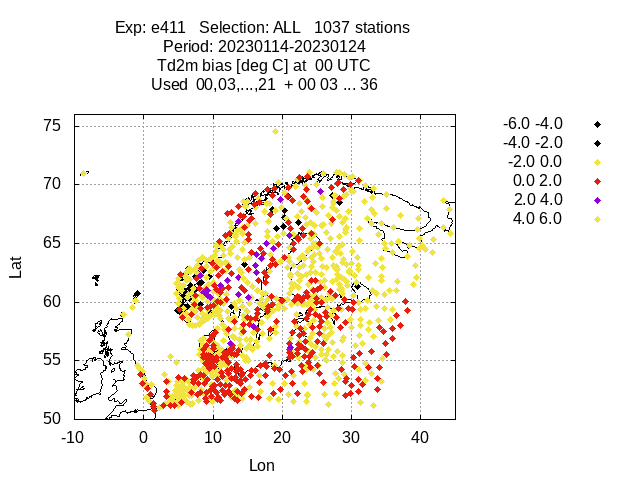 Exp: e411 Selection: ALL 1037 stations
Period: 20230114-20230124
Td2m bias [deg C] at 00 UTC
Used 00,03,...,21 + 00 03 ... 36
-6.0 -4.0
-4.0 -2.0
-2.0 0.0
0.0 2.0
2.0 4.0
4.0 6.0
75
70
65
60
55
50
Lat
-10 0 10 20 30 40
Lon